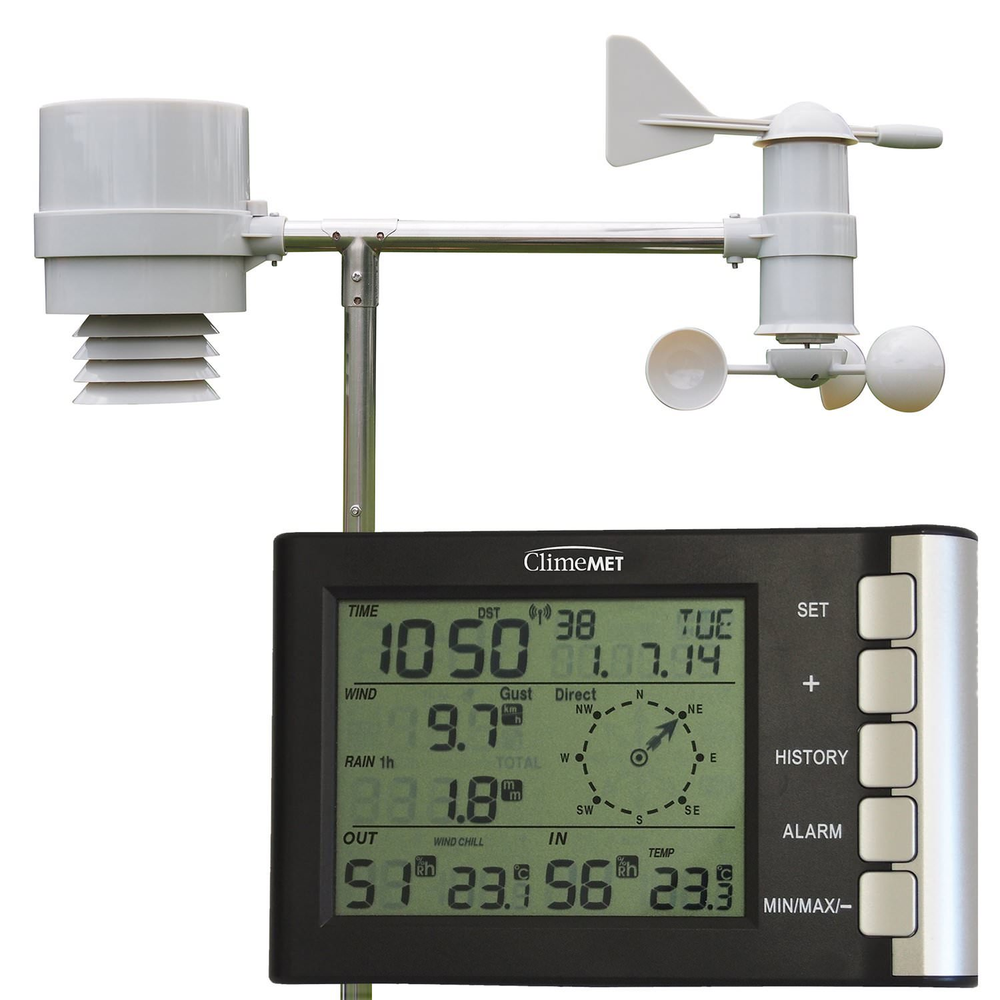 ClimeMET
TIME DST 38 TUE
10 50 1.7.14
WIND Gust Direct
9.7 km/h
N
NW NE
W E
SW SE
S
RAIN 1h TOTAL
1.8 mm
OUT WIND CHILL IN TEMP
51 %Rh 23.1 °C 56 %Rh 23.3 °C
SET
+
HISTORY
ALARM
MIN/MAX/−